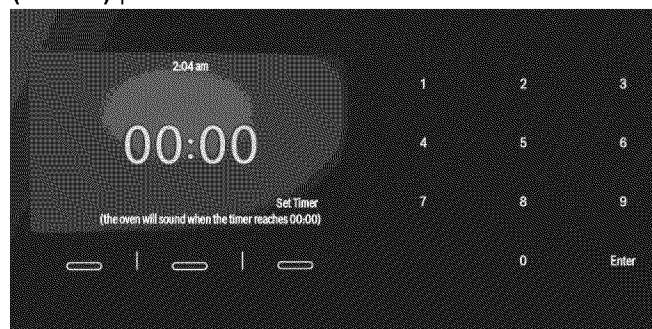 2:04 am
00:00
Set Timer
(the oven will sound when the timer reaches 00:00)
1 2 3
4 5 6
7 8 9
0 Enter